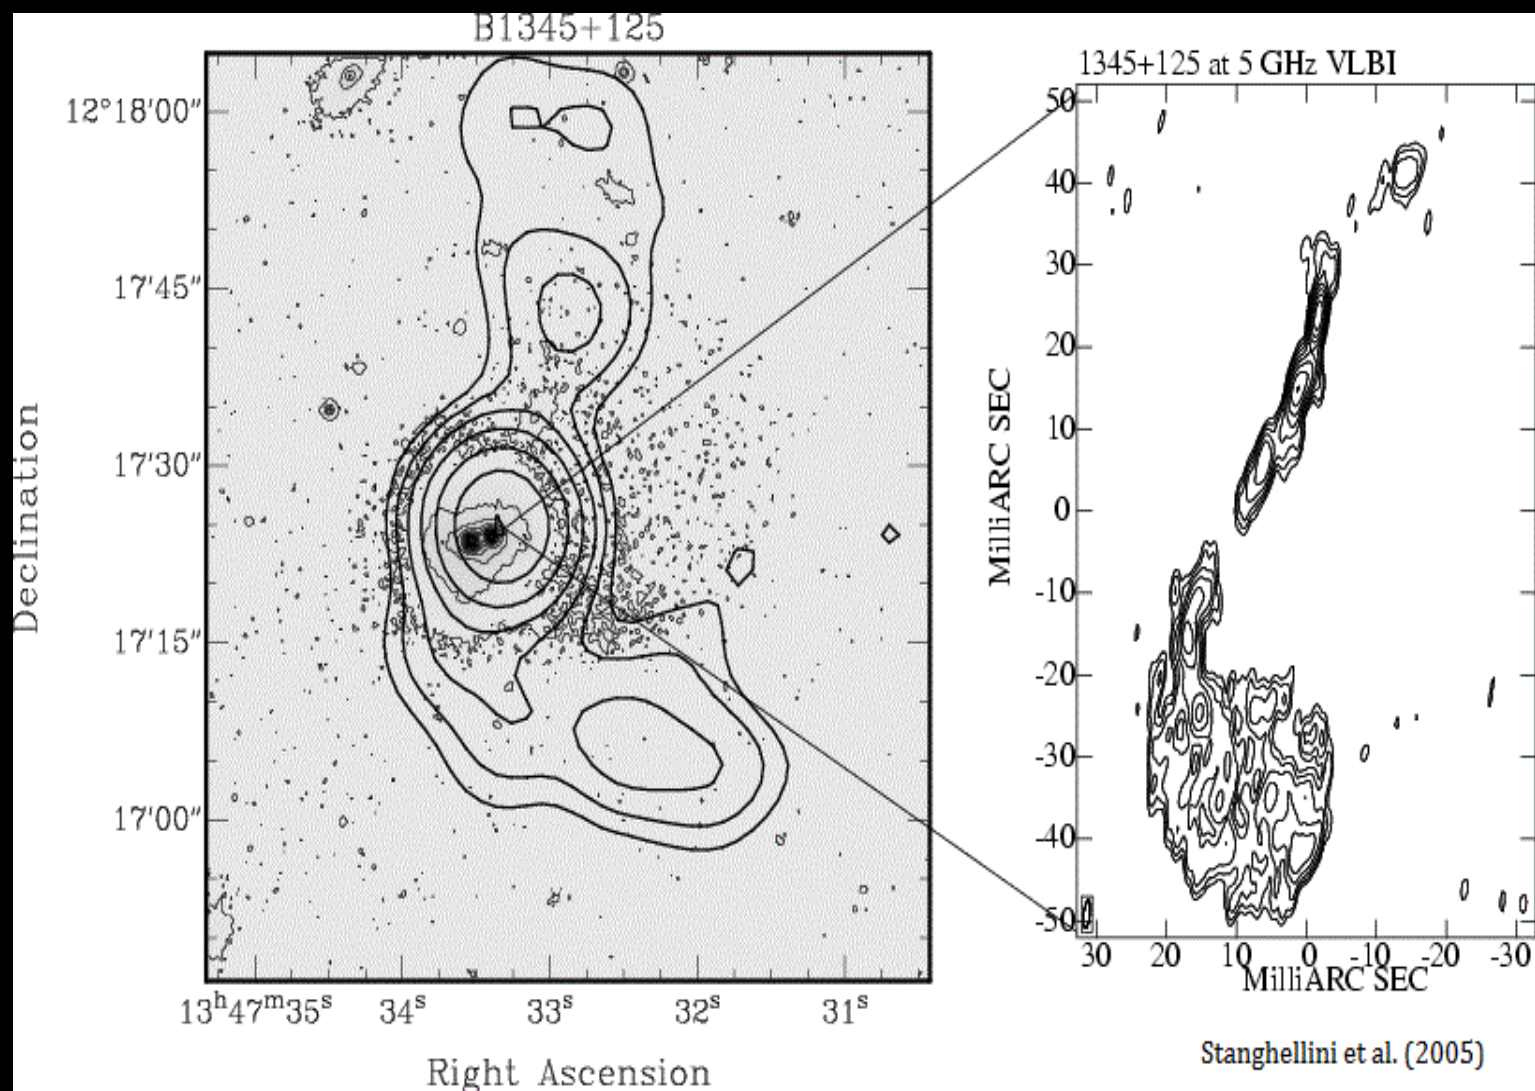 B1345+125
12°18′00″
17′45″
17′30″
17′15″
17′00″
Declination
13ʰ47ᵐ35ˢ 34ˢ 33ˢ 32ˢ 31ˢ
Right Ascension
1345+125 at 5 GHz VLBI
50
40
30
20
10
0
-10
-20
-30
-40
-50
MilliARC SEC
30 20 10 0 -10 -20 -30
MilliARC SEC
Stanghellini et al. (2005)